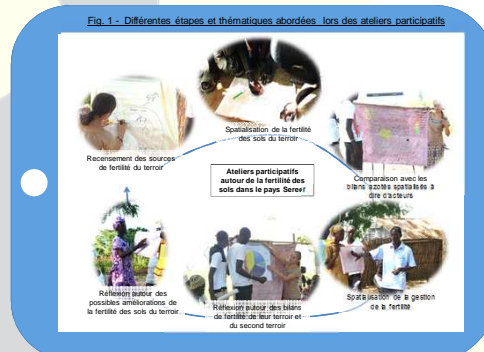 Fig. 1 - Différentes étapes et thématiques abordées lors des ateliers participatifs
Spatialisation de la fertilité
des sols du terroir
Recensement des sources
de fertilité du terroir
Ateliers participatifs
autour de la fertilité des
sols dans le pays Sereer
Comparaison avec les
bilans azotés spatialisés à
dire d'acteurs
Réflexion autour des
possibles améliorations de
la fertilité des sols du terroir
Réflexion autour des bilans
de fertilité de leur terroir et
du second terroir
Spatialisation de la gestion
de la fertilité